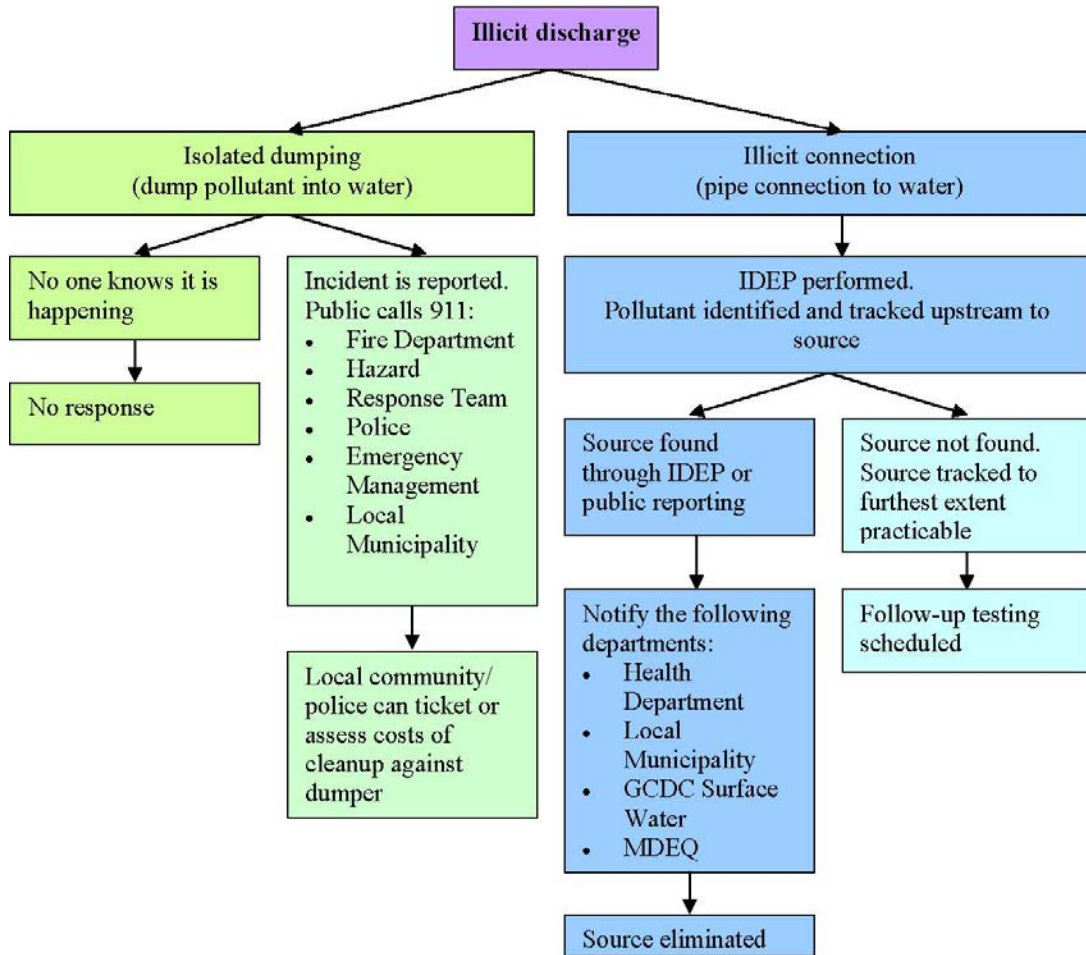 Illicit discharge
Isolated dumping
(dump pollutant into water)
Illicit connection
(pipe connection to water)
No one knows it is
happening
No response
Incident is reported.
Public calls 911:
• Fire Department
• Hazard
• Response Team
• Police
• Emergency
Management
• Local
Municipality
Local community/
police can ticket or
assess costs of
cleanup against
dumper
IDEP performed.
Pollutant identified and tracked upstream to
source
Source found
through IDEP or
public reporting
Notify the following
departments:
• Health
Department
• Local
Municipality
• GCDC Surface
Water
• MDEQ
Source eliminated
Source not found.
Source tracked to
furthest extent
practicable
Follow-up testing
scheduled